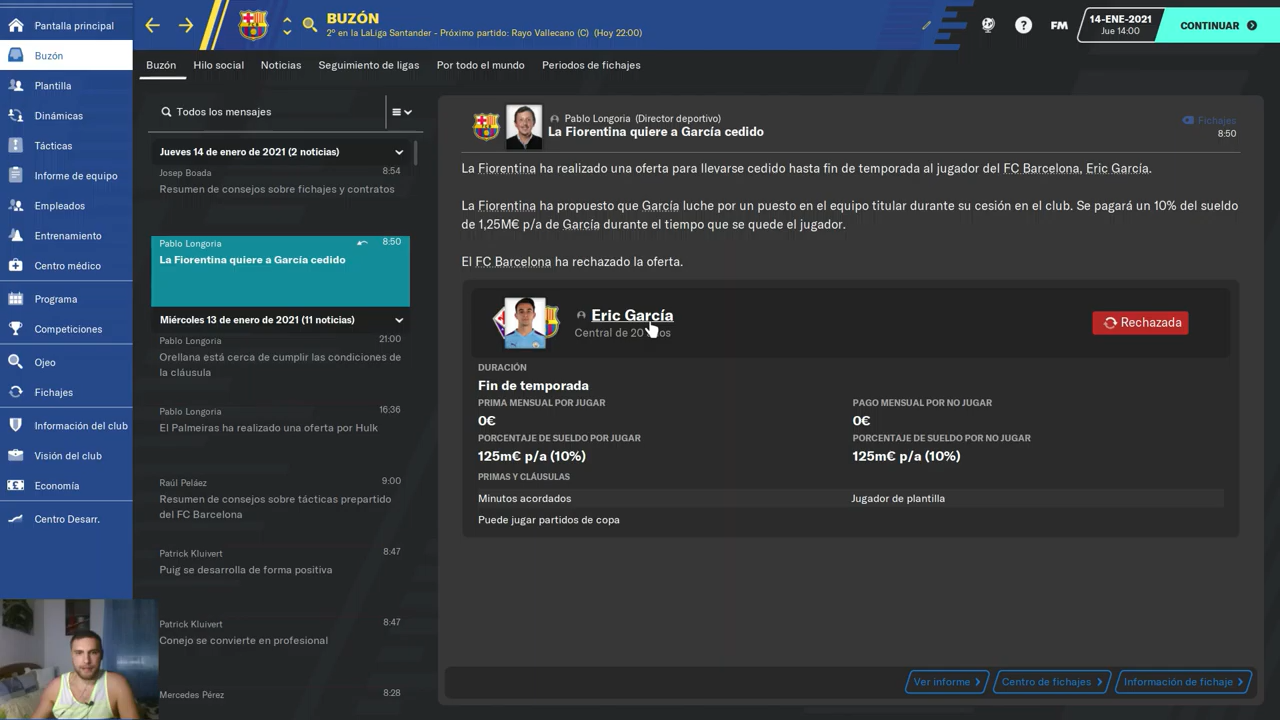 Pantalla principal
Buzón
Plantilla
Dinámicas
Tácticas
Informe de equipo
Empleados
Entrenamiento
Centro médico
Programa
Competiciones
Ojeo
Fichajes
Información del club
Visión del club
Economía
Centro Desarr.
BUZÓN
2º en la LaLiga Santander - Próximo partido: Rayo Vallecano (C) (Hoy 22:00)
FM
14-ENE-2021
Jue 14:00
CONTINUAR
Buzón Hilo social Noticias Seguimiento de ligas Por todo el mundo Periodos de fichajes
Todos los mensajes
Jueves 14 de enero de 2021 (2 noticias)
Josep Boada 8:54
Resumen de consejos sobre fichajes y contratos
Pablo Longoria 8:50
La Fiorentina quiere a García cedido
Miércoles 13 de enero de 2021 (11 noticias)
Pablo Longoria 21:00
Orellana está cerca de cumplir las condiciones de
la cláusula
Pablo Longoria 16:36
El Palmeiras ha realizado una oferta por Hulk
Raúl Peláez 9:00
Resumen de consejos sobre tácticas prepartido
del FC Barcelona
Patrick Kluivert 8:47
Puig se desarrolla de forma positiva
Patrick Kluivert 8:47
Conejo se convierte en profesional
Mercedes Pérez 8:28
Pablo Longoria (Director deportivo)
La Fiorentina quiere a García cedido
Fichajes
8:50
La Fiorentina ha realizado una oferta para llevarse cedido hasta fin de temporada al jugador del FC Barcelona, Eric García.
La Fiorentina ha propuesto que García luche por un puesto en el equipo titular durante su cesión en el club. Se pagará un 10% del sueldo
de 1,25M€ p/a de García durante el tiempo que se quede el jugador.
El FC Barcelona ha rechazado la oferta.
Eric García
Central de 20 años
Rechazada
DURACIÓN
Fin de temporada
PRIMA MENSUAL POR JUGAR PAGO MENSUAL POR NO JUGAR
0€ 0€
PORCENTAJE DE SUELDO POR JUGAR PORCENTAJE DE SUELDO POR NO JUGAR
125m€ p/a (10%) 125m€ p/a (10%)
PRIMAS Y CLÁUSULAS
Minutos acordados Jugador de plantilla
Puede jugar partidos de copa
Ver informe Centro de fichajes Información de fichaje